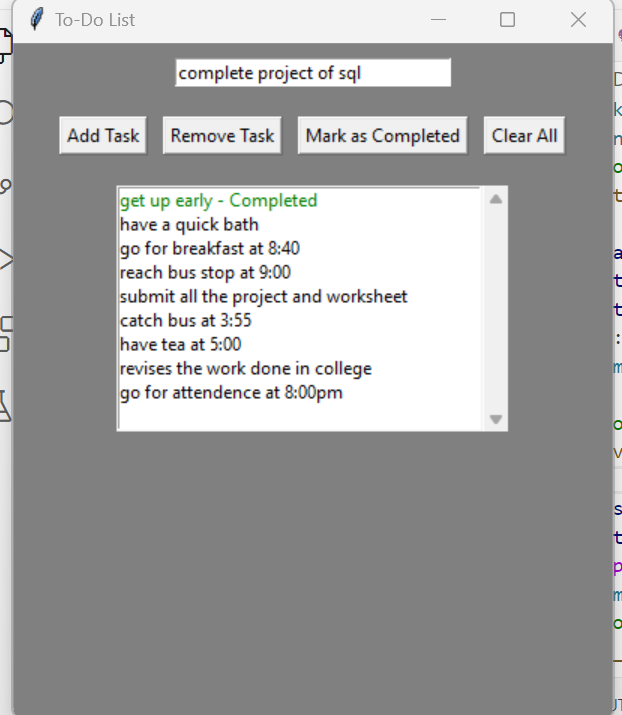 To-Do List
complete project of sql
Add Task Remove Task Mark as Completed Clear All
get up early - Completed
have a quick bath
go for breakfast at 8:40
reach bus stop at 9:00
submit all the project and worksheet
catch bus at 3:55
have tea at 5:00
revises the work done in college
go for attendence at 8:00pm